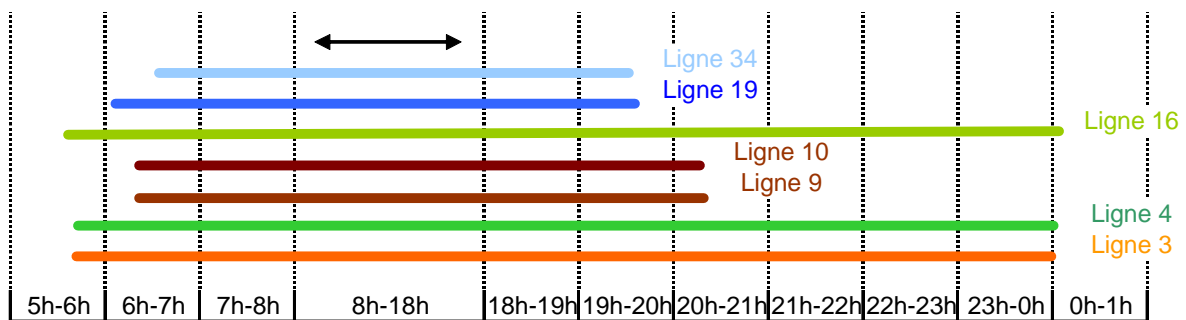 Ligne 34
Ligne 19
Ligne 16
Ligne 10
Ligne 9
Ligne 4
Ligne 3
5h-6h 6h-7h 7h-8h 8h-18h 18h-19h 19h-20h 20h-21h 21h-22h 22h-23h 23h-0h 0h-1h